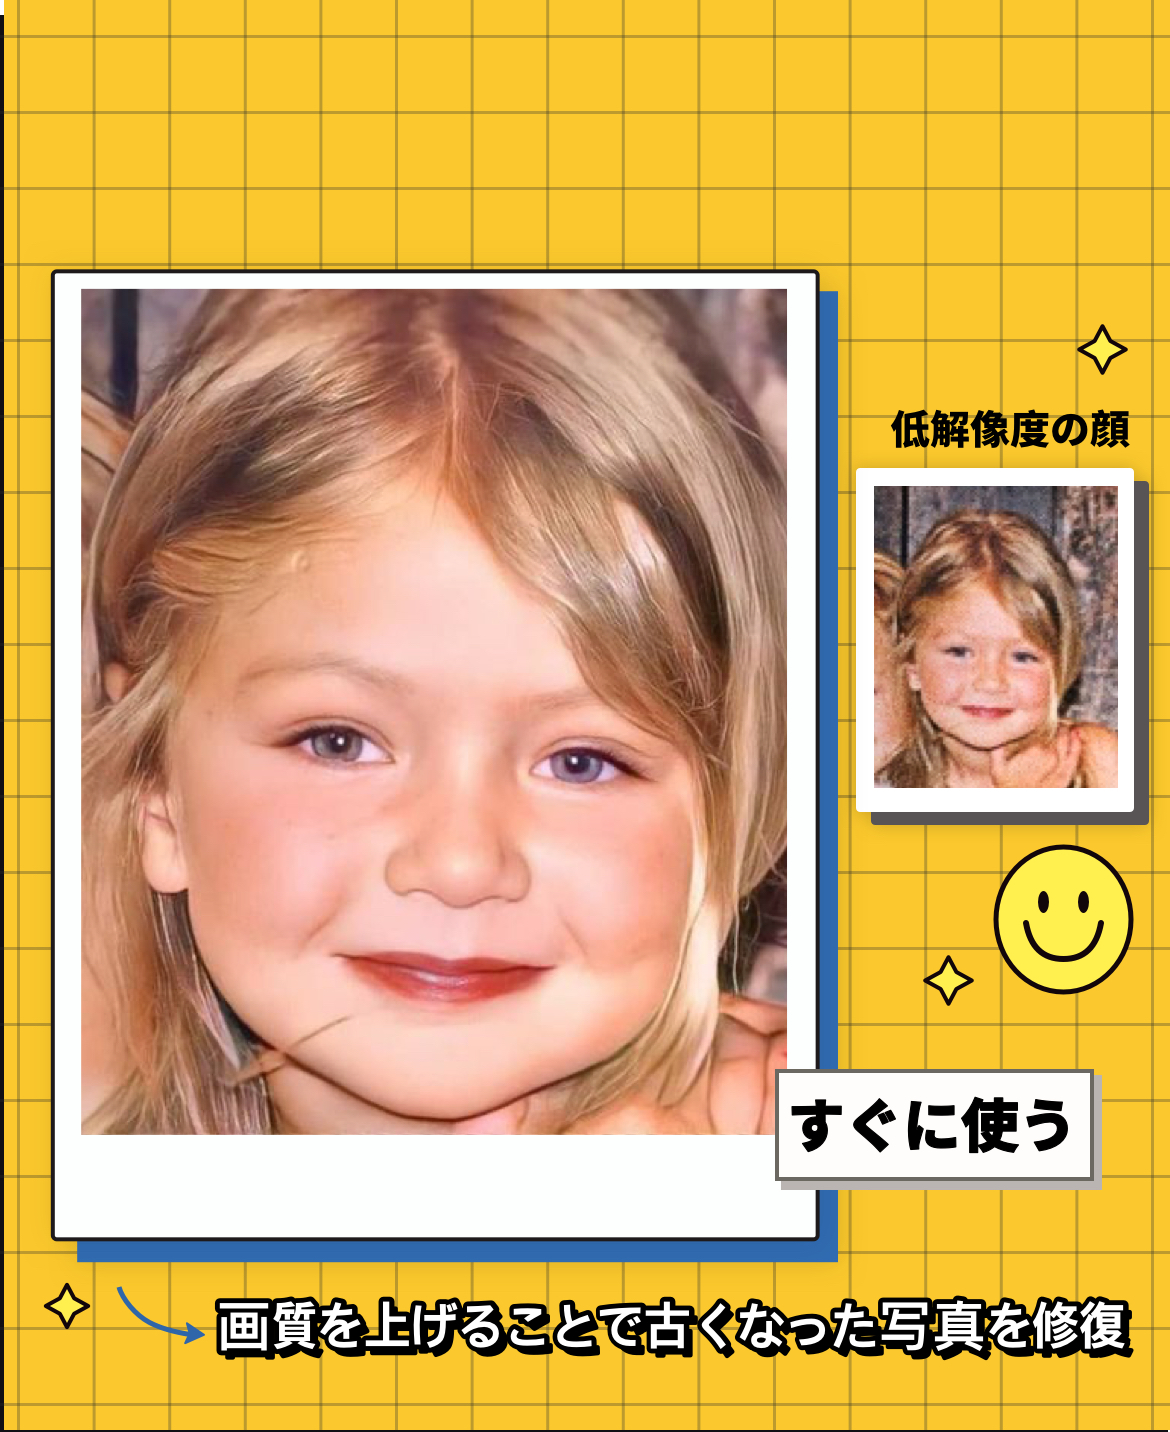 低解像度の顔
すぐに使う
画質を上げることで古くなった写真を修復